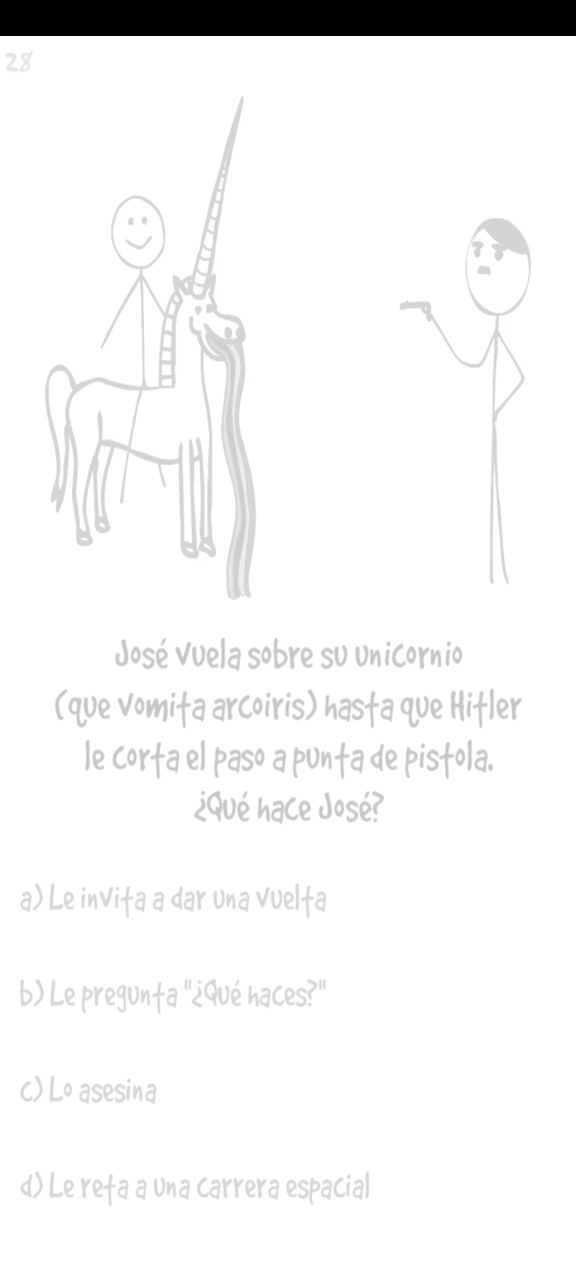 28
José vuela sobre su unicornio
(que vomita arcoiris) hasta que Hitler
le corta el paso a punta de pistola.
¿Qué hace José?
a) Le invita a dar una vuelta
b) Le pregunta "¿Qué haces?"
c) Lo asesina
d) Le reta a una carrera espacial